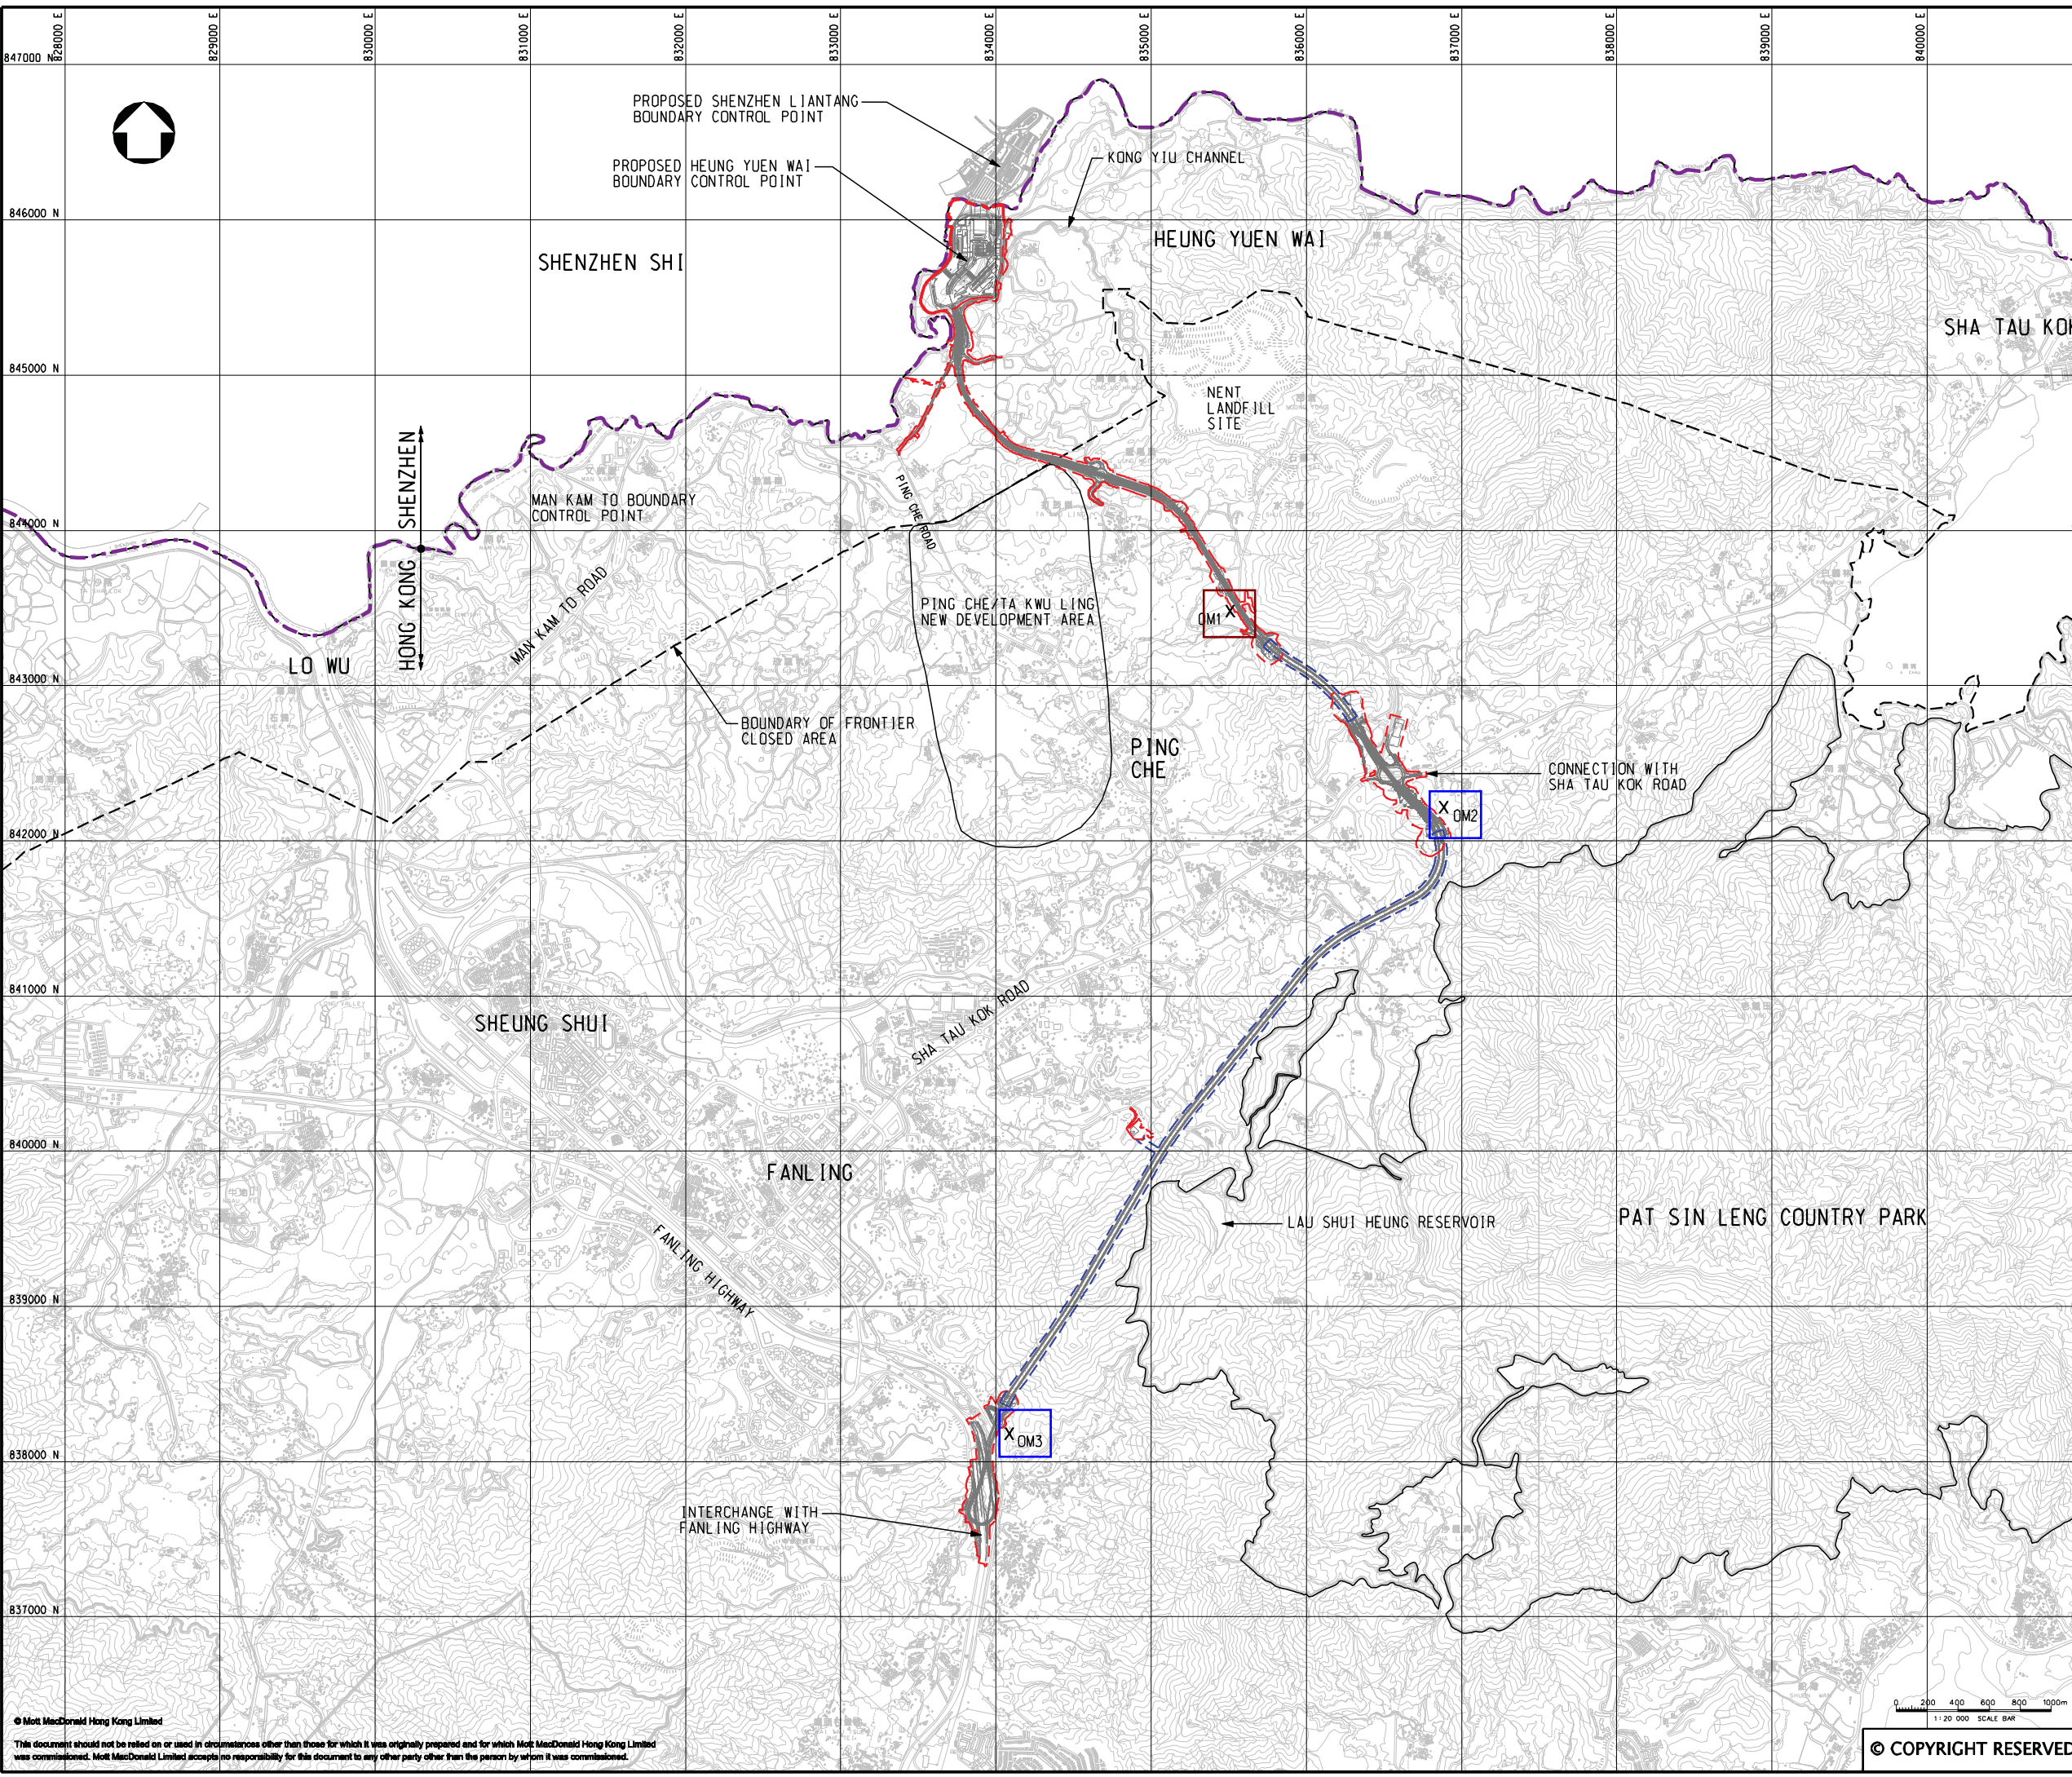 828000 E
829000 E
830000 E
831000 E
832000 E
833000 E
834000 E
835000 E
836000 E
837000 E
838000 E
839000 E
840000 E
847000 N
PROPOSED SHENZHEN LIANTANG
BOUNDARY CONTROL POINT
KONG YIU CHANNEL
PROPOSED HEUNG YUEN WAI
BOUNDARY CONTROL POINT
846000 N
HEUNG YUEN WAI
SHENZHEN SHI
SHA TAU KOK
845000 N
NENT
LANDFILL
SITE
HONG KONG
SHENZHEN
MAN KAM TO BOUNDARY
CONTROL POINT
PING CHE ROAD
844000 N
MAN KAM TO ROAD
PING CHE/TA KWU LING
NEW DEVELOPMENT AREA
X
OM1
LO WU
843000 N
BOUNDARY OF FRONTIER
CLOSED AREA
PING
CHE
CONNECTION WITH
SHA TAU KOK ROAD
X
OM2
842000 N
841000 N
SHEUNG SHUI
SHA TAU KOK ROAD
840000 N
FANLING
LAU SHUI HEUNG RESERVOIR
PAT SIN LENG COUNTRY PARK
FANLING HIGHWAY
839000 N
X
OM3
838000 N
INTERCHANGE WITH
FANLING HIGHWAY
837000 N
0 200 400 600 800 1000m
1:20 000 SCALE BAR
© Mott MacDonald Hong Kong Limited
This document should not be relied on or used in circumstances other than those for which it was originally prepared and for which Mott MacDonald Hong Kong Limited
was commissioned. Mott MacDonald Limited accepts no responsibility for this document to any other party other than the person by whom it was commissioned.
© COPYRIGHT RESERVED